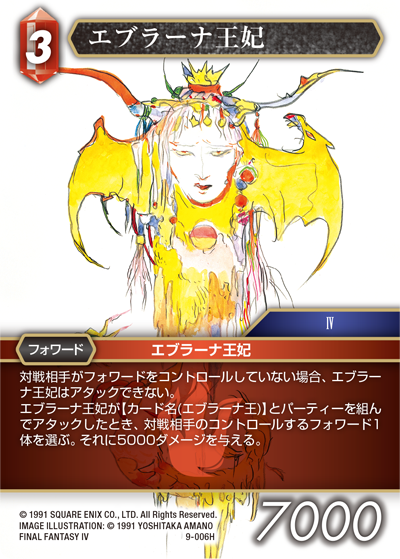 3
エブラーナ王妃
Ⅳ
フォワード
エブラーナ王妃
対戦相手がフォワードをコントロールしていない場合、エブラー
ナ王妃はアタックできない。
エブラーナ王妃が【カード名(エブラーナ王)】とパーティーを組ん
でアタックしたとき、対戦相手のコントロールするフォワード1
体を選ぶ。それに5000ダメージを与える。
© 1991 SQUARE ENIX CO., LTD. All Rights Reserved.
IMAGE ILLUSTRATION: © 1991 YOSHITAKA AMANO
FINAL FANTASY IV
9-006H
7000